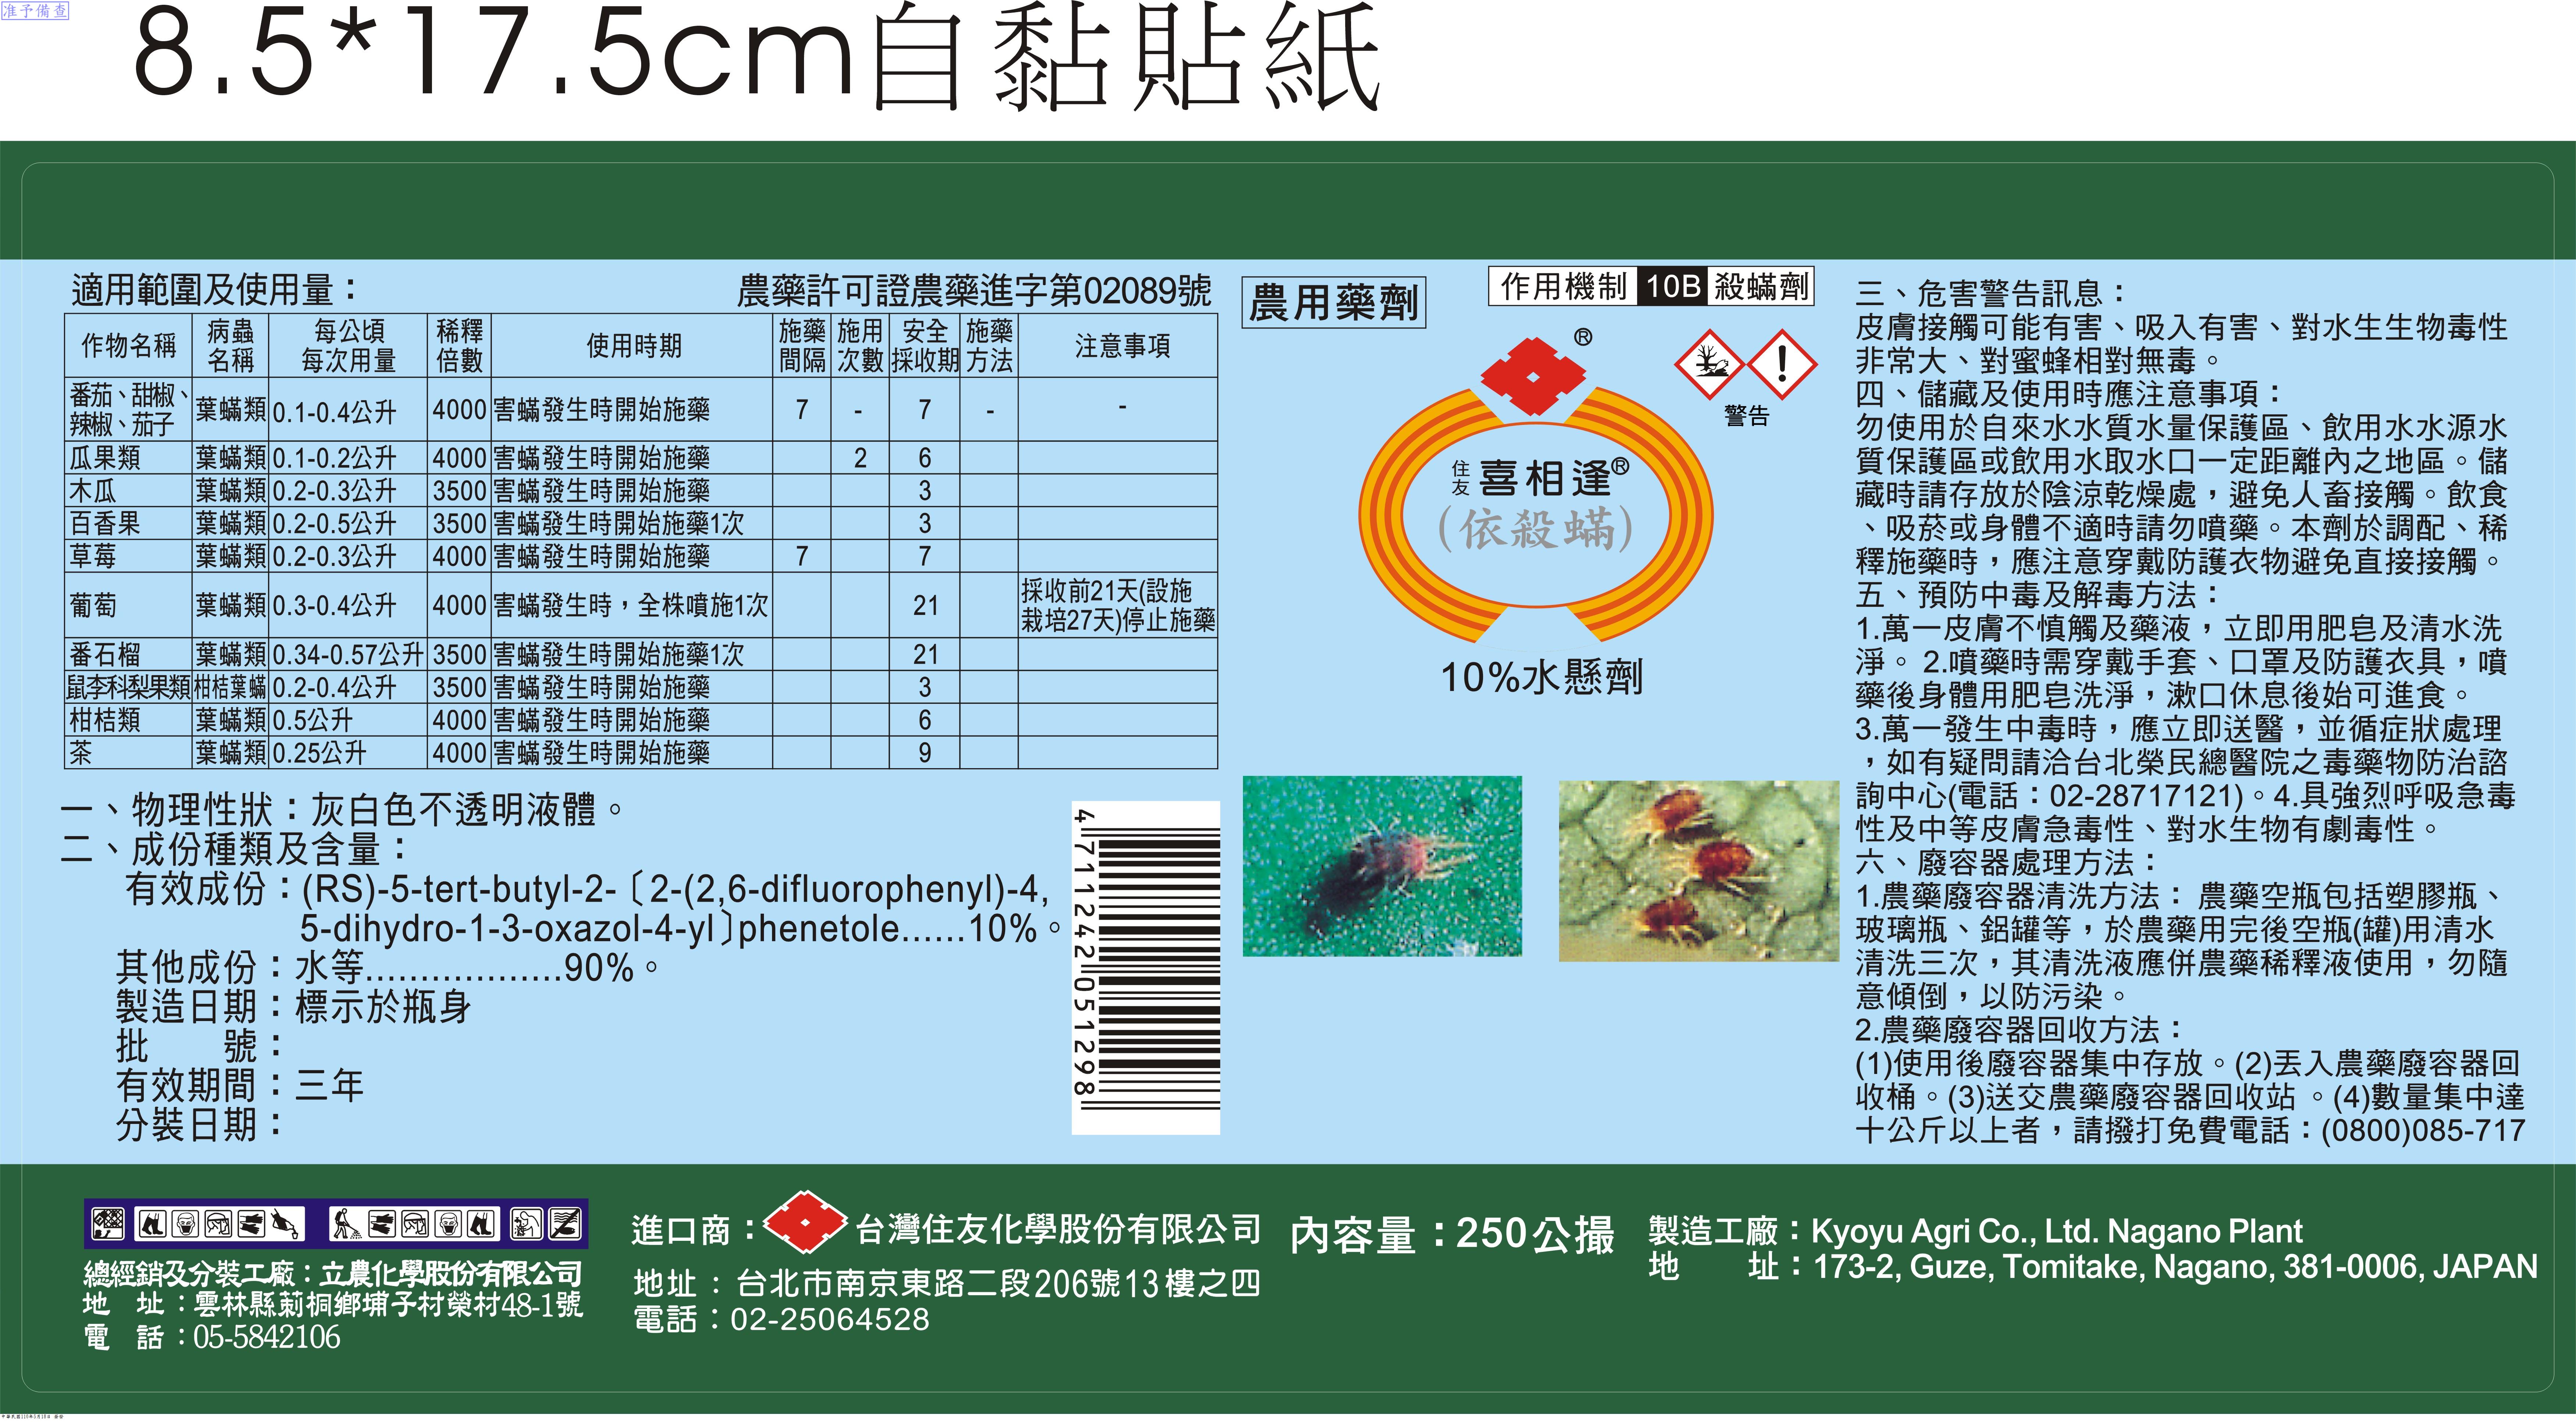 准予備查
8.5*17.5cm自黏貼紙
適用範圍及使用量：
農藥許可證農藥進字第02089號
作物名稱 病蟲名稱 每公頃每次用量 稀釋倍數 使用時期 施藥間隔 施用次數 安全採收期 施藥方法 注意事項
番茄、甜椒、辣椒、茄子 葉蟎類 0.1-0.4公升 4000 害蟎發生時開始施藥 7 - 7 - -
瓜果類 葉蟎類 0.1-0.2公升 4000 害蟎發生時開始施藥 2 6
木瓜 葉蟎類 0.2-0.3公升 3500 害蟎發生時開始施藥 3
百香果 葉蟎類 0.2-0.5公升 3500 害蟎發生時開始施藥1次 3
草莓 葉蟎類 0.2-0.3公升 4000 害蟎發生時開始施藥 7 7
葡萄 葉蟎類 0.3-0.4公升 4000 害蟎發生時，全株噴施1次 21 採收前21天(設施栽培27天)停止施藥
番石榴 葉蟎類 0.34-0.57公升 3500 害蟎發生時開始施藥1次 21
鼠李科梨果類 柑桔葉蟎 0.2-0.4公升 3500 害蟎發生時開始施藥 3
柑桔類 葉蟎類 0.5公升 4000 害蟎發生時開始施藥 6
茶 葉蟎類 0.25公升 4000 害蟎發生時開始施藥 9
一、物理性狀：灰白色不透明液體。
二、成份種類及含量：
有效成份：(RS)-5-tert-butyl-2-〔2-(2,6-difluorophenyl)-4,
5-dihydro-1-3-oxazol-4-yl〕phenetole......10%。
其他成份：水等..................90%。
製造日期：標示於瓶身
批 號：
有效期間：三年
分裝日期：
4711242051298
農用藥劑
作用機制 10B 殺蟎劑
®
警告
住友 喜相逢®
(依殺蟎)
10%水懸劑
三、危害警告訊息：
皮膚接觸可能有害、吸入有害、對水生生物毒性
非常大、對蜜蜂相對無毒。
四、儲藏及使用時應注意事項：
勿使用於自來水水質水量保護區、飲用水水源水
質保護區或飲用水取水口一定距離內之地區。儲
藏時請存放於陰涼乾燥處，避免人畜接觸。飲食
、吸菸或身體不適時請勿噴藥。本劑於調配、稀
釋施藥時，應注意穿戴防護衣物避免直接接觸。
五、預防中毒及解毒方法：
1.萬一皮膚不慎觸及藥液，立即用肥皂及清水洗
淨。 2.噴藥時需穿戴手套、口罩及防護衣具，噴
藥後身體用肥皂洗淨，漱口休息後始可進食。
3.萬一發生中毒時，應立即送醫，並循症狀處理
，如有疑問請洽台北榮民總醫院之毒藥物防治諮
詢中心(電話：02-28717121)。4.具強烈呼吸急毒
性及中等皮膚急毒性、對水生物有劇毒性。
六、廢容器處理方法：
1.農藥廢容器清洗方法： 農藥空瓶包括塑膠瓶、
玻璃瓶、鋁罐等，於農藥用完後空瓶(罐)用清水
清洗三次，其清洗液應併農藥稀釋液使用，勿隨
意傾倒，以防污染。
2.農藥廢容器回收方法：
(1)使用後廢容器集中存放。(2)丟入農藥廢容器回
收桶。(3)送交農藥廢容器回收站 。(4)數量集中達
十公斤以上者，請撥打免費電話：(0800)085-717
總經銷及分裝工廠：立農化學股份有限公司
地 址：雲林縣莿桐鄉埔子村榮村48-1號
電 話：05-5842106
進口商：台灣住友化學股份有限公司
地址：台北市南京東路二段206號13樓之四
電話：02-25064528
內容量：250公撮
製造工廠：Kyoyu Agri Co., Ltd. Nagano Plant
地 址：173-2, Guze, Tomitake, Nagano, 381-0006, JAPAN